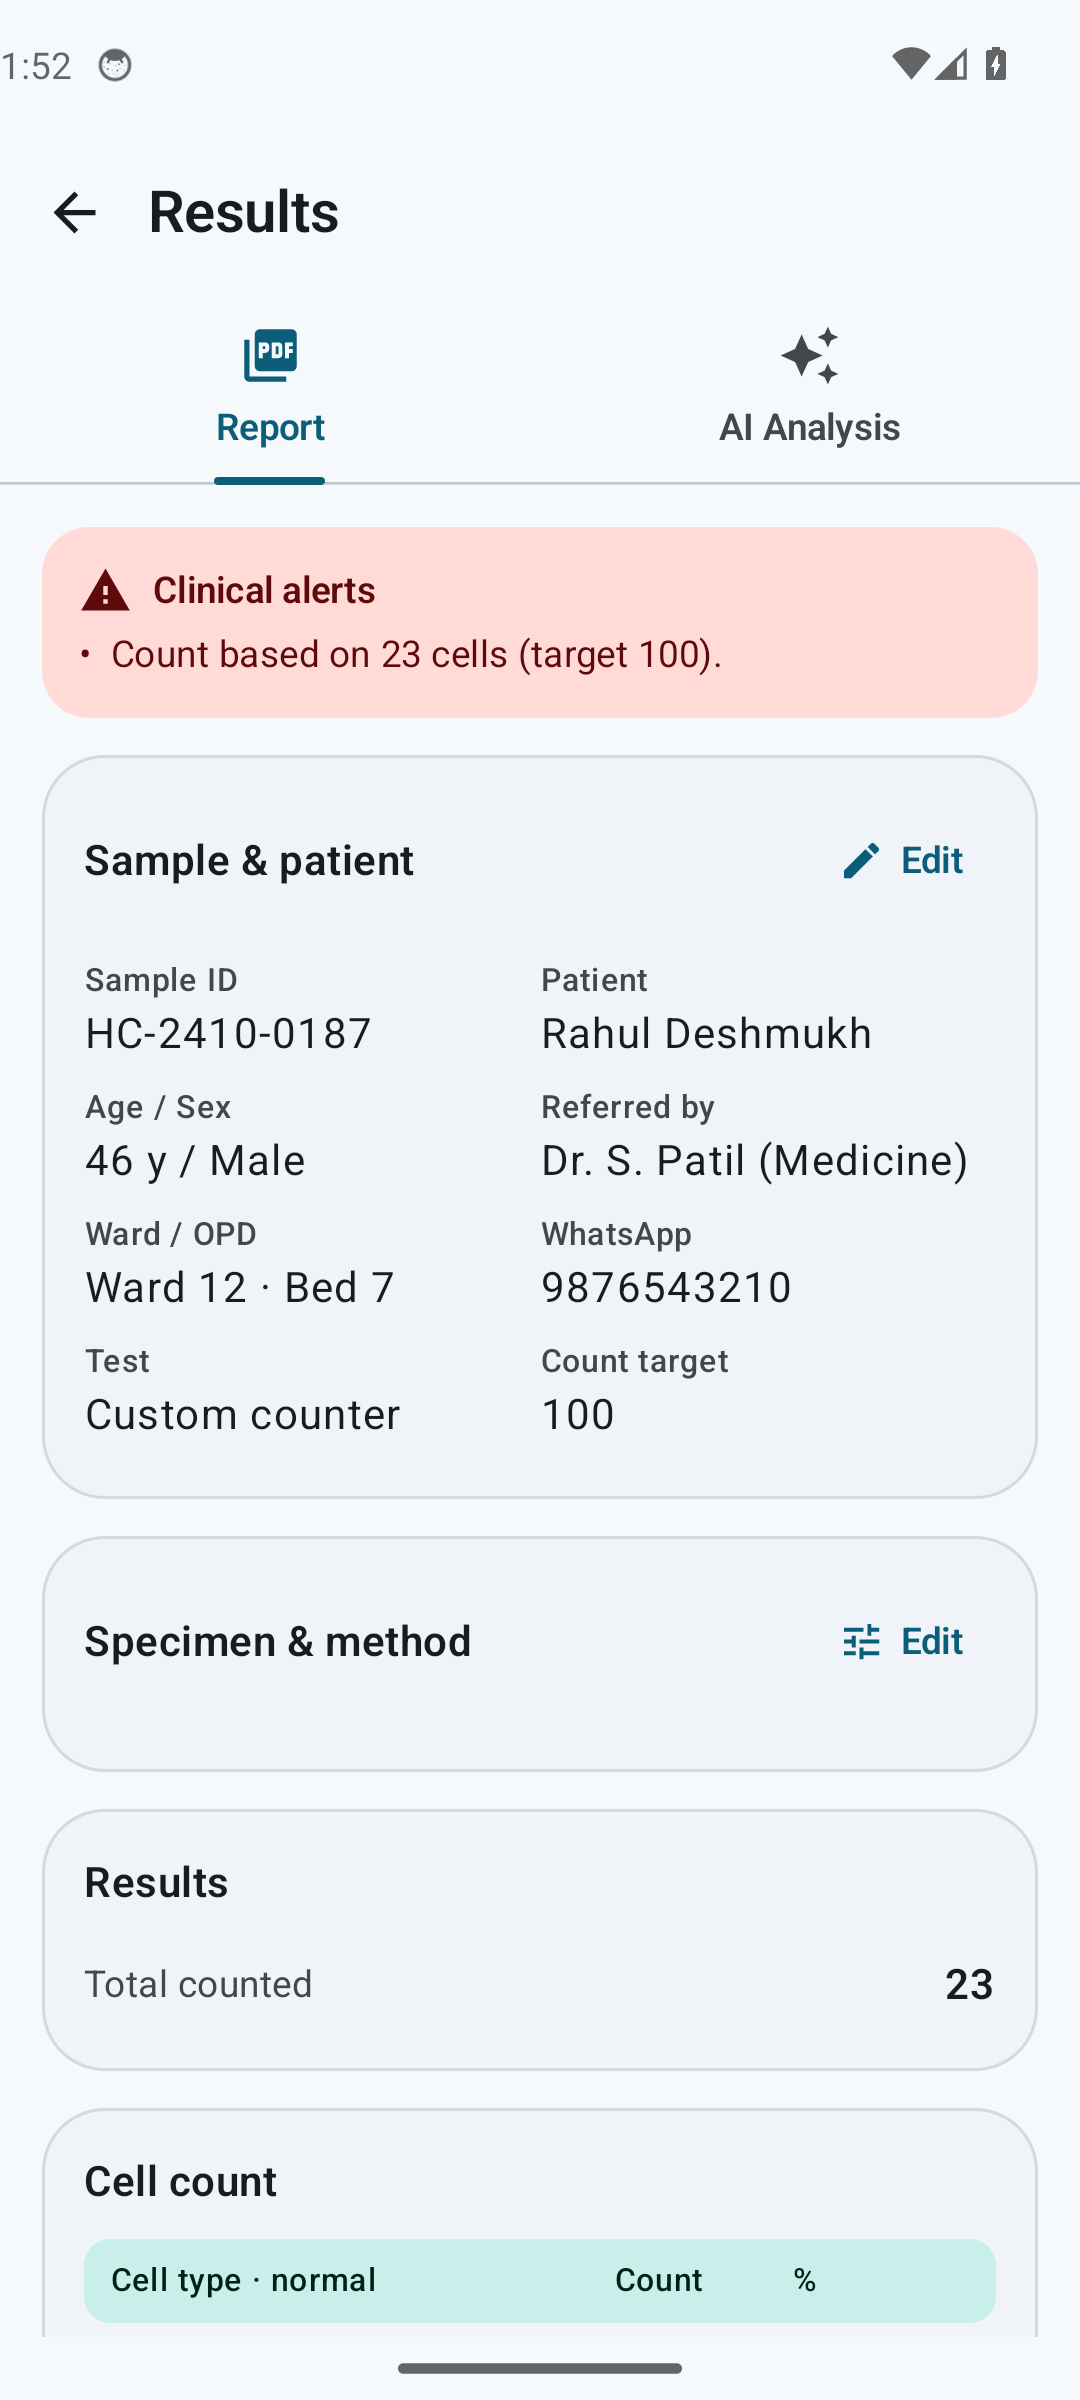 1:52
Results
PDF
Report
AI Analysis
Clinical alerts
• Count based on 23 cells (target 100).
Sample & patient
Edit
Sample ID
Patient
HC-2410-0187
Rahul Deshmukh
Age / Sex
Referred by
46 y / Male
Dr. S. Patil (Medicine)
Ward / OPD
WhatsApp
Ward 12 · Bed 7
9876543210
Test
Count target
Custom counter
100
Specimen & method
Edit
Results
Total counted
23
Cell count
Cell type · normal
Count
%